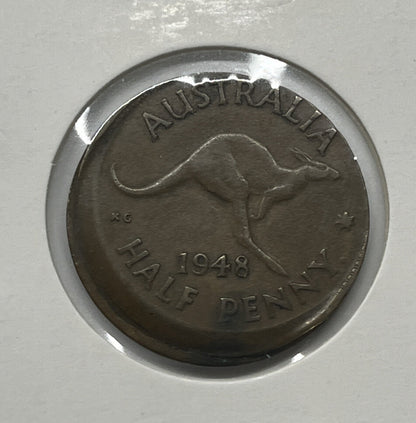 AUSTRALIA
KG
1948
HALF PENNY